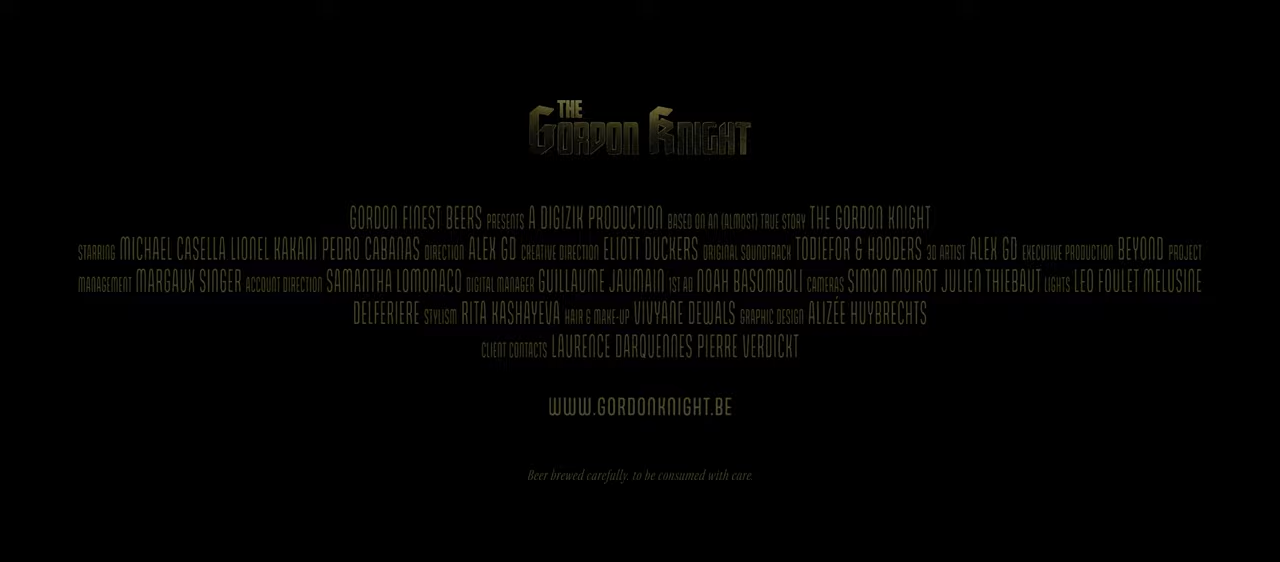 THE
GORDON KNIGHT
GORDON FINEST BEERS PRESENTS A DIGIZIK PRODUCTION BASED ON AN (ALMOST) TRUE STORY THE GORDON KNIGHT
STARRING MICHAEL CASELLA LIONEL KAKANI PEDRO CABANAS DIRECTION ALEX GD CREATIVE DIRECTION ELIOTT DUCKERS ORIGINAL SOUNDTRACK TODIEFOR & HOODERS 3D ARTIST ALEX GD EXECUTIVE PRODUCTION BEYOND PROJECT
MANAGEMENT MARGAUX SINGER ACCOUNT DIRECTION SAMANTHA LOMONACO DIGITAL MANAGER GUILLAUME JAUMAIN 1ST AD NOAH BASOMBOLI CAMERAS SIMON MOIROT JULIEN THIEBAUT LIGHTS LEO FOULET MELUSINE
DELFERIERE STYLISM RITA KASHAYEVA HAIR & MAKE-UP VIVYANE DEWALS GRAPHIC DESIGN ALIZÉE HUYBRECHTS
CLIENT CONTACTS LAURENCE DARQUENNES PIERRE VERDICKT
WWW.GORDONKNIGHT.BE
Beer brewed carefully, to be consumed with care.